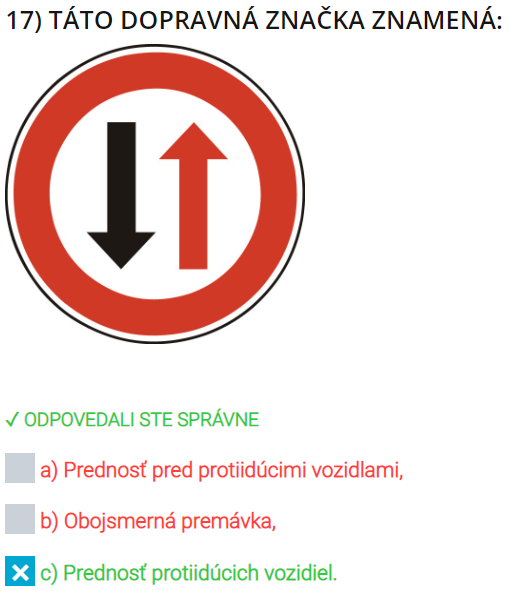 17) TÁTO DOPRAVNÁ ZNAČKA ZNAMENÁ:
✓ ODPOVEDALI STE SPRÁVNE
a) Prednosť pred protiidúcimi vozidlami,
b) Obojsmerná premávka,
c) Prednosť protiidúcich vozidiel.